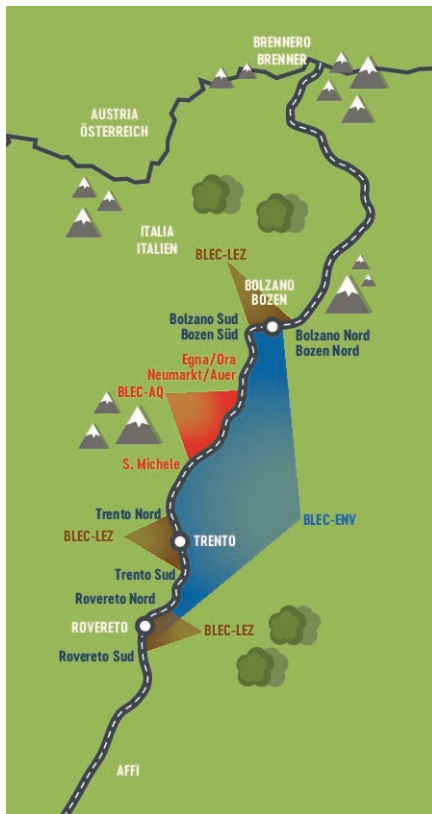 BRENNERO
BRENNER
AUSTRIA
ÖSTERREICH
ITALIA
ITALIEN
BLEC-LEZ
BOLZANO
BOZEN
Bolzano Sud
Bozen Süd
Bolzano Nord
Bozen Nord
Egna/Ora
Neumarkt/Auer
BLEC-AQ
S. Michele
Trento Nord
BLEC-ENV
BLEC-LEZ
TRENTO
Trento Sud
Rovereto Nord
ROVERETO
BLEC-LEZ
Rovereto Sud
AFFI